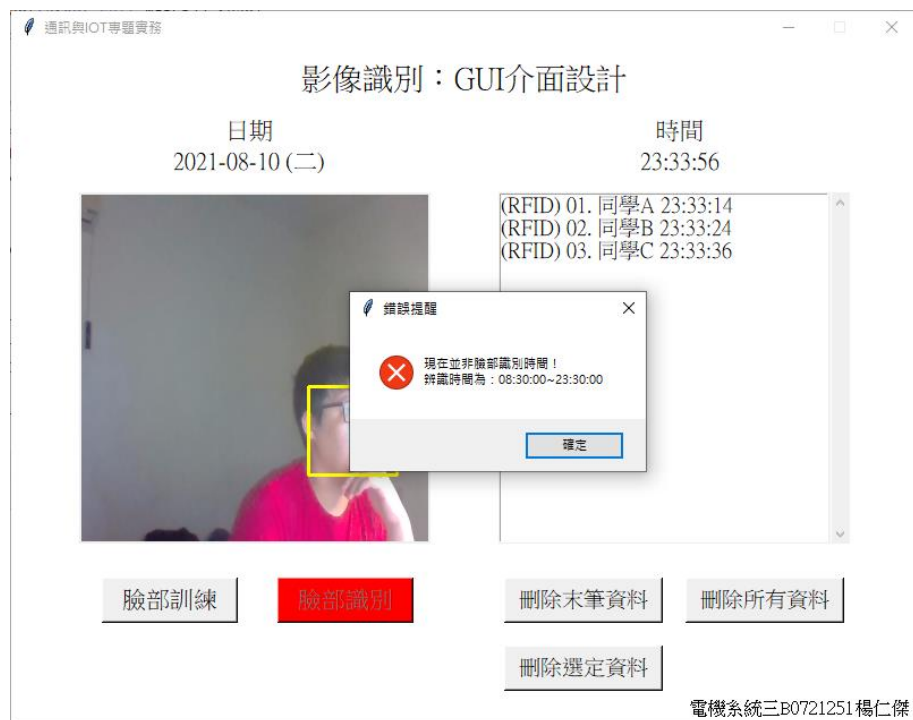 通訊與IOT專題實務
影像識別：GUI介面設計
日期
2021-08-10 (二)
時間
23:33:56
(RFID) 01. 同學A 23:33:14
(RFID) 02. 同學B 23:33:24
(RFID) 03. 同學C 23:33:36
錯誤提醒
現在並非臉部識別時間！
辨識時間為：08:30:00~23:30:00
確定
臉部訓練
臉部識別
刪除末筆資料
刪除所有資料
刪除選定資料
電機系統三B0721251楊仁傑